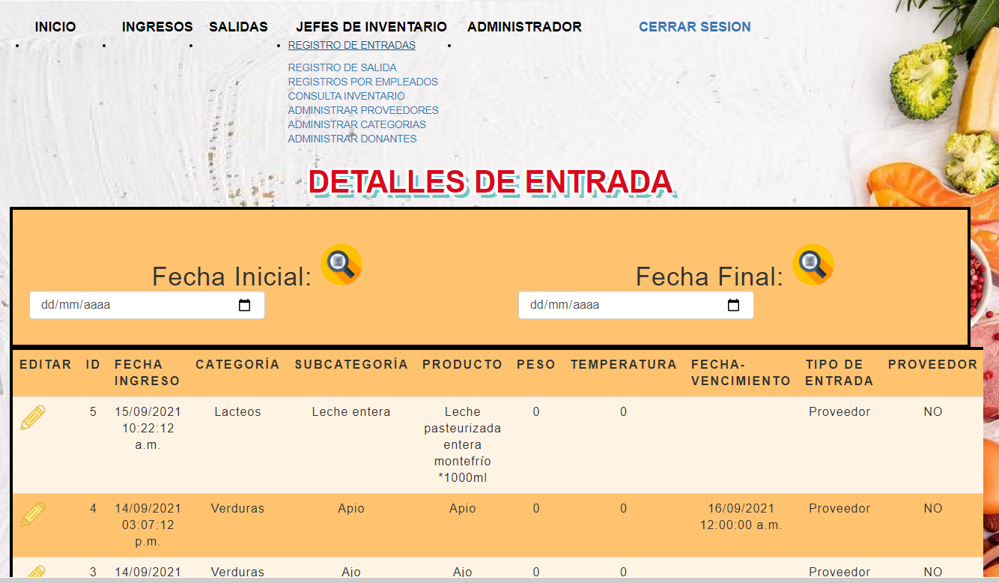 INICIO INGRESOS SALIDAS JEFES DE INVENTARIO ADMINISTRADOR CERRAR SESION
REGISTRO DE ENTRADAS
REGISTRO DE SALIDA
REGISTROS POR EMPLEADOS
CONSULTA INVENTARIO
ADMINISTRAR PROVEEDORES
ADMINISTRAR CATEGORIAS
ADMINISTRAR DONANTES
DETALLES DE ENTRADA
Fecha Inicial: Fecha Final:
dd/mm/aaaa dd/mm/aaaa
EDITAR ID FECHA CATEGORÍA SUBCATEGORÍA PRODUCTO PESO TEMPERATURA FECHA- TIPO DE PROVEEDOR
INGRESO VENCIMIENTO ENTRADA
5 15/09/2021 Lacteos Leche entera Leche 0 0 Proveedor NO
10:22:12 pasteurizada
a.m. entera
montefrío
*1000ml
4 14/09/2021 Verduras Apio Apio 0 0 16/09/2021 Proveedor NO
03:07:12 12:00:00 a.m.
p.m.
3 14/09/2021 Verduras Ajo Ajo 0 0 Proveedor NO